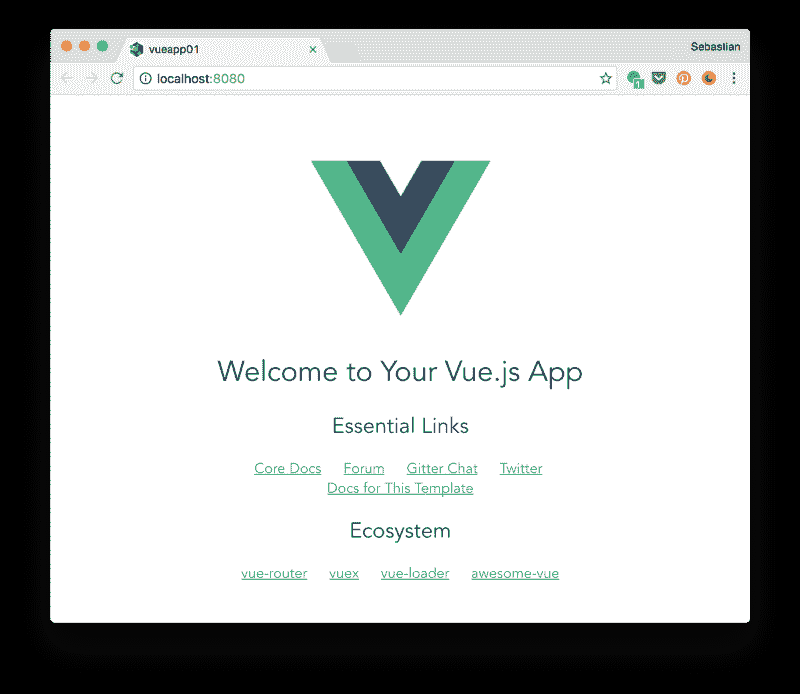 vueapp01
Sebastian
localhost:8080
1
Welcome to Your Vue.js App
Essential Links
Core Docs Forum Gitter Chat Twitter
Docs for This Template
Ecosystem
vue-router vuex vue-loader awesome-vue